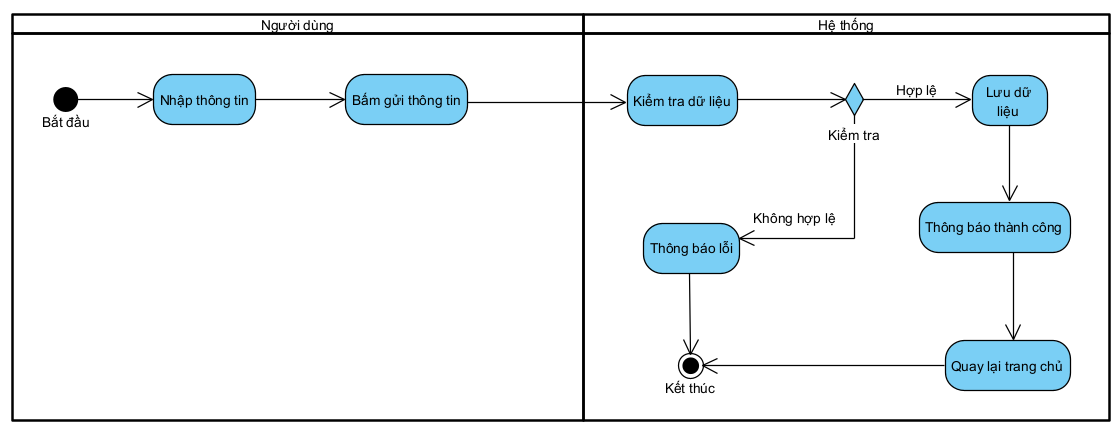 Người dùng
Hệ thống
Bắt đầu
Nhập thông tin
Bấm gửi thông tin
Kiểm tra dữ liệu
Kiểm tra
Hợp lệ
Lưu dữ
liệu
Không hợp lệ
Thông báo lỗi
Thông báo thành công
Quay lại trang chủ
Kết thúc